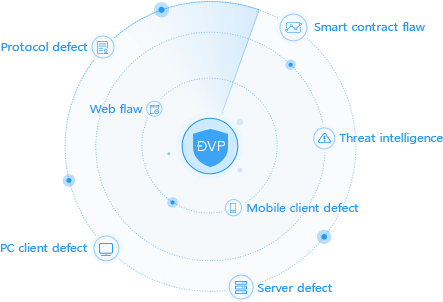 Smart contract flaw
Protocol defect
Web flaw
Threat intelligence
ĐVP
Mobile client defect
PC client defect
Server defect